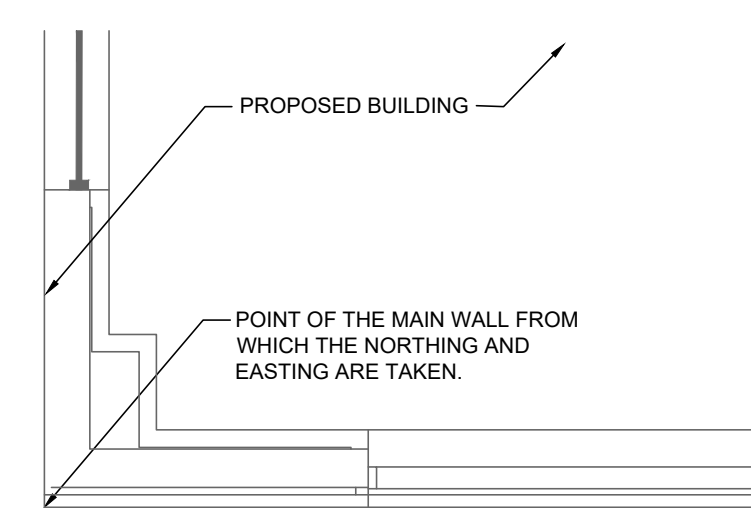 PROPOSED BUILDING
POINT OF THE MAIN WALL FROM
WHICH THE NORTHING AND
EASTING ARE TAKEN.